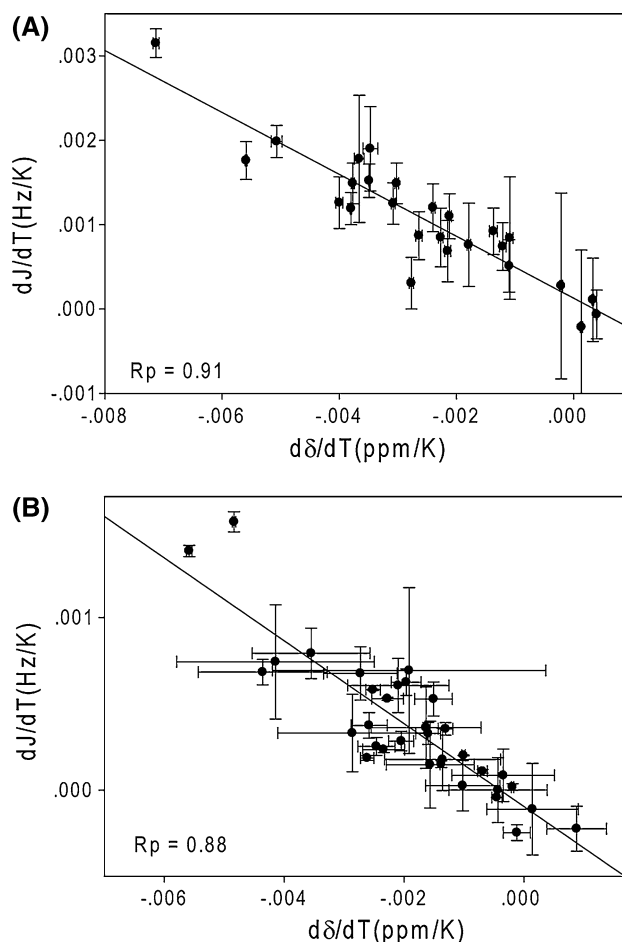 (A)
.003
.002
.001
.000
-.001
dJ/dT(Hz/K)
Rp = 0.91
-.008 -.006 -.004 -.002 .000
dδ/dT(ppm/K)
(B)
.001
.000
dJ/dT(Hz/K)
Rp = 0.88
-.006 -.004 -.002 .000
dδ/dT(ppm/K)